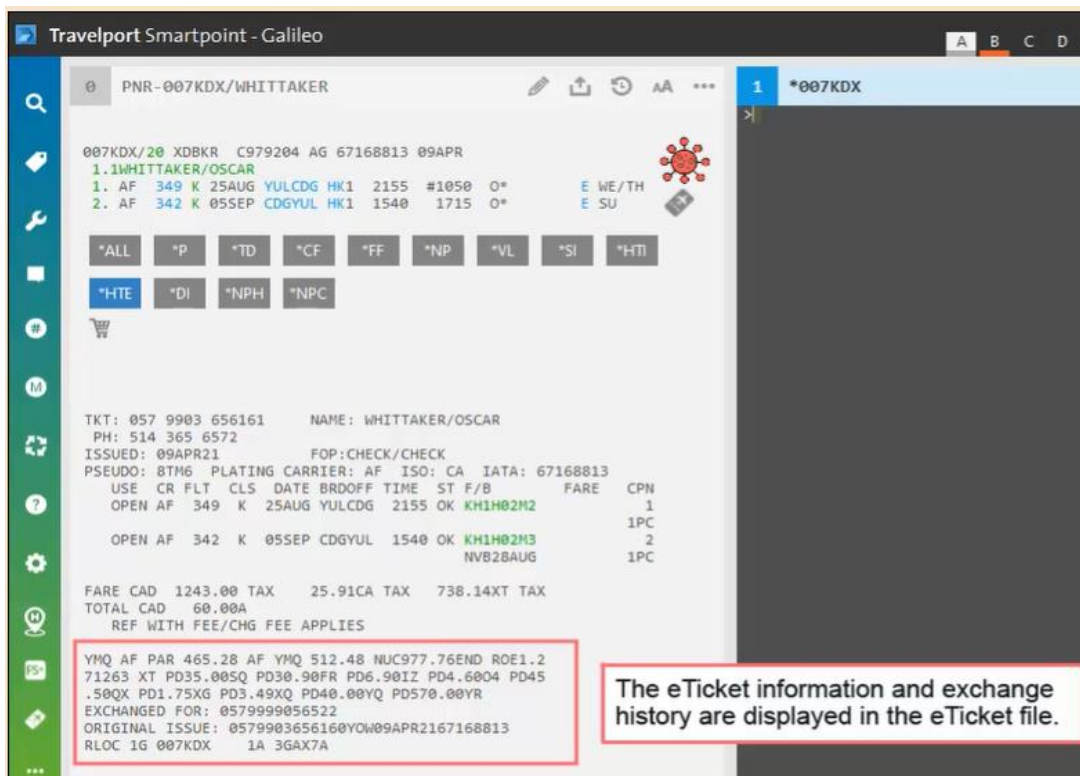 Travelport Smartpoint - Galileo
A B C D
0 PNR-007KDX/WHITTAKER AA
1 *007KDX
>
007KDX/20 XDBKR C979204 AG 67168813 09APR
1.1WHITTAKER/OSCAR
1. AF 349 K 25AUG YULCDG HK1 2155 #1050 O* E WE/TH
2. AF 342 K 05SEP CDGYUL HK1 1540 1715 O* E SU
*ALL *P *TD *CF *FF *NP *VL *SI *HTI
*HTE *DI *NPH *NPC
TKT: 057 9903 656161 NAME: WHITTAKER/OSCAR
PH: 514 365 6572
ISSUED: 09APR21 FOP:CHECK/CHECK
PSEUDO: 8TM6 PLATING CARRIER: AF ISO: CA IATA: 67168813
USE CR FLT CLS DATE BRDOFF TIME ST F/B FARE CPN
OPEN AF 349 K 25AUG YULCDG 2155 OK KH1H02M2 1
1PC
OPEN AF 342 K 05SEP CDGYUL 1540 OK KH1H02M3 2
NVB28AUG 1PC
FARE CAD 1243.00 TAX 25.91CA TAX 738.14XT TAX
TOTAL CAD 60.00A
REF WITH FEE/CHG FEE APPLIES
YMQ AF PAR 465.28 AF YMQ 512.48 NUC977.76END ROE1.2
71263 XT PD35.00SQ PD30.90FR PD6.90IZ PD4.60O4 PD45
.50QX PD1.75XG PD3.49XQ PD40.00YQ PD570.00YR
EXCHANGED FOR: 0579999056522
ORIGINAL ISSUE: 0579903656160YOW09APR2167168813
RLOC 1G 007KDX 1A 3GAX7A
The eTicket information and exchange
history are displayed in the eTicket file.
#
M
?
H
PS+